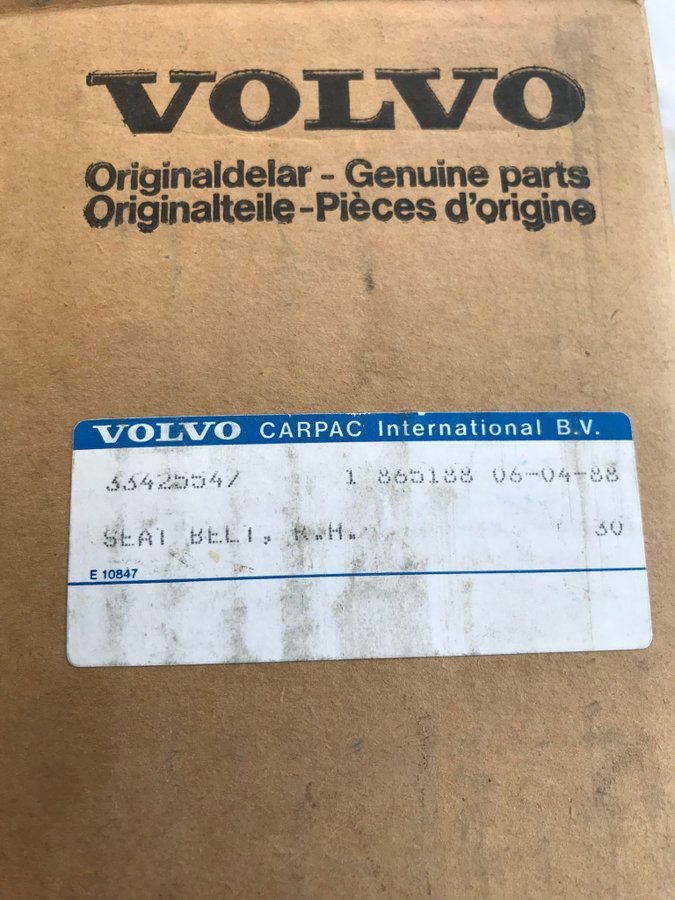 VOLVO
Originaldelar - Genuine parts
Originalteile - Pièces d'origine
VOLVO CARPAC International B.V.
33425547 1 865188 06-04-88
SEAT BELT, R.H. 30
E 10847